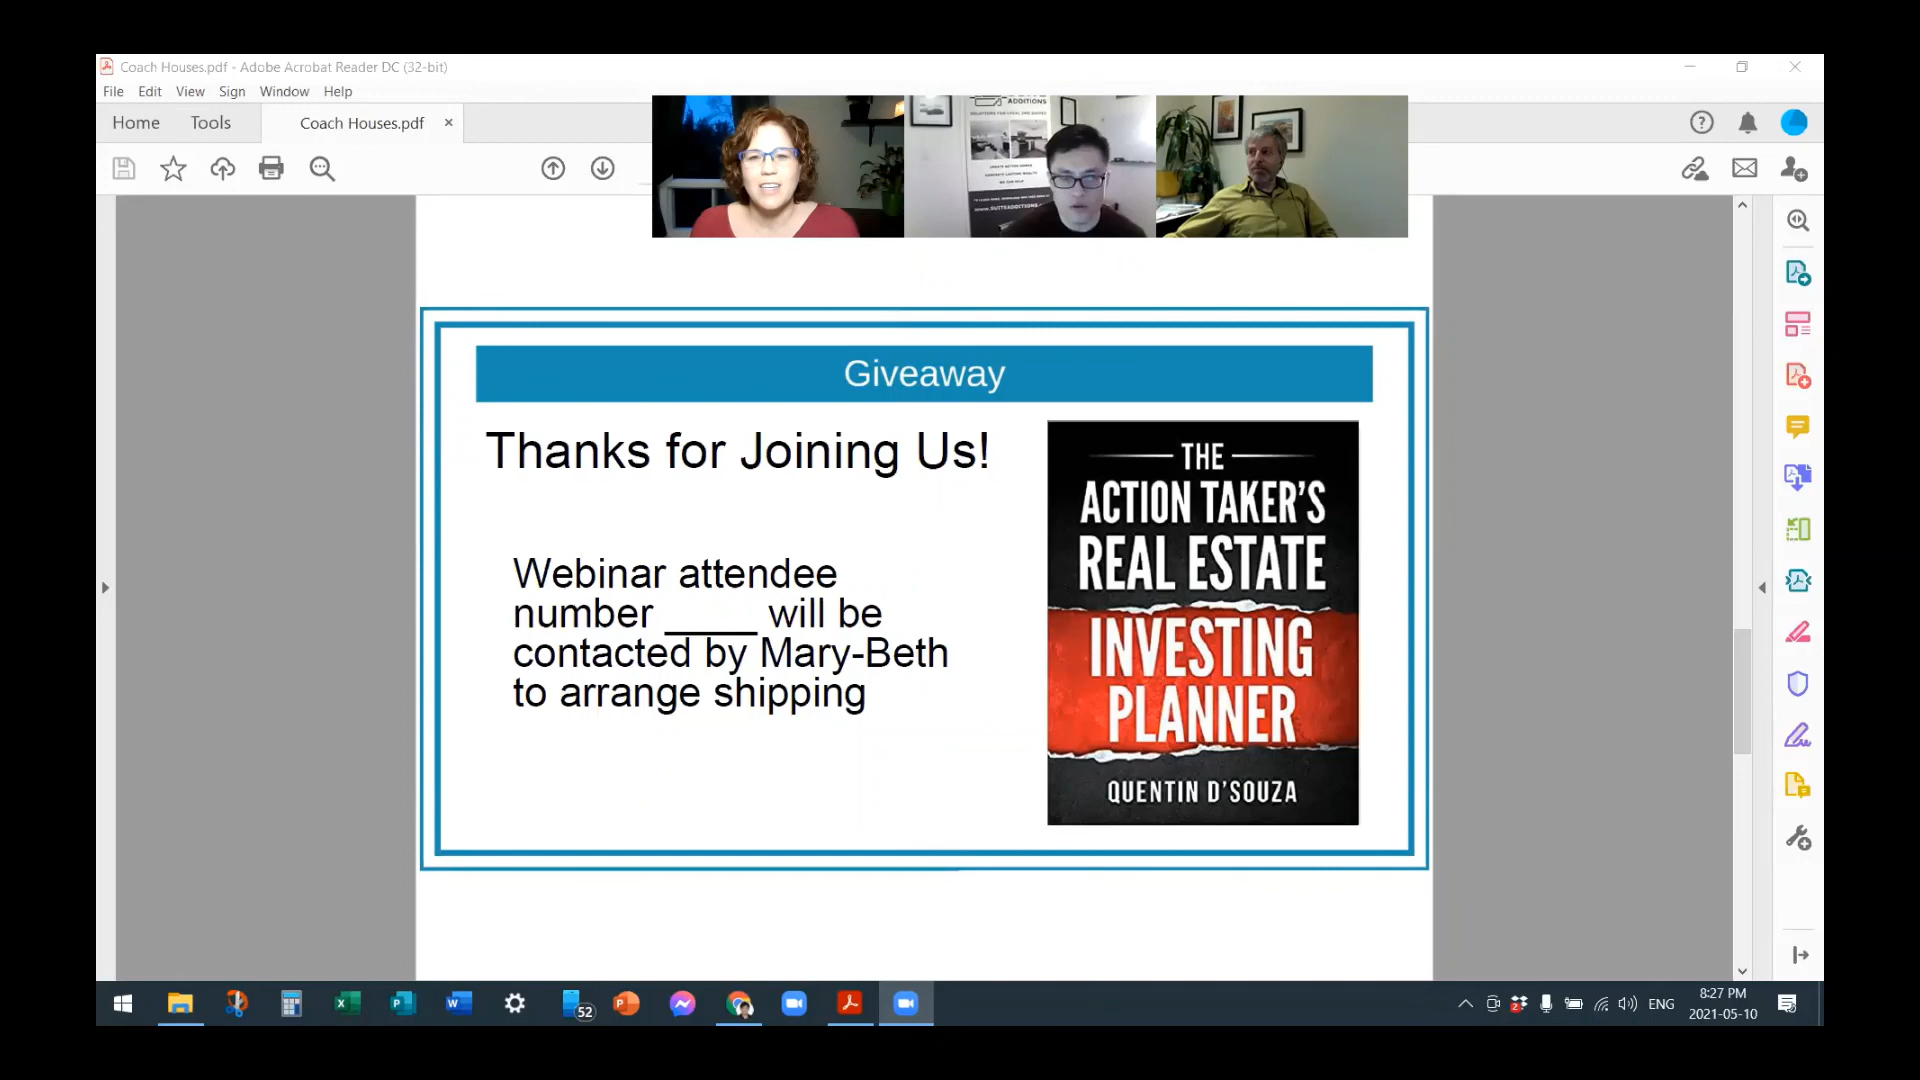 Coach Houses.pdf - Adobe Acrobat Reader DC (32-bit)
File Edit View Sign Window Help
Home Tools Coach Houses.pdf ×
ADDITIONS
Giveaway
Thanks for Joining Us!
Webinar attendee
number ____ will be
contacted by Mary-Beth
to arrange shipping
THE
ACTION TAKER'S
REAL ESTATE
INVESTING
PLANNER
QUENTIN D'SOUZA
52
ENG
8:27 PM
2021-05-10